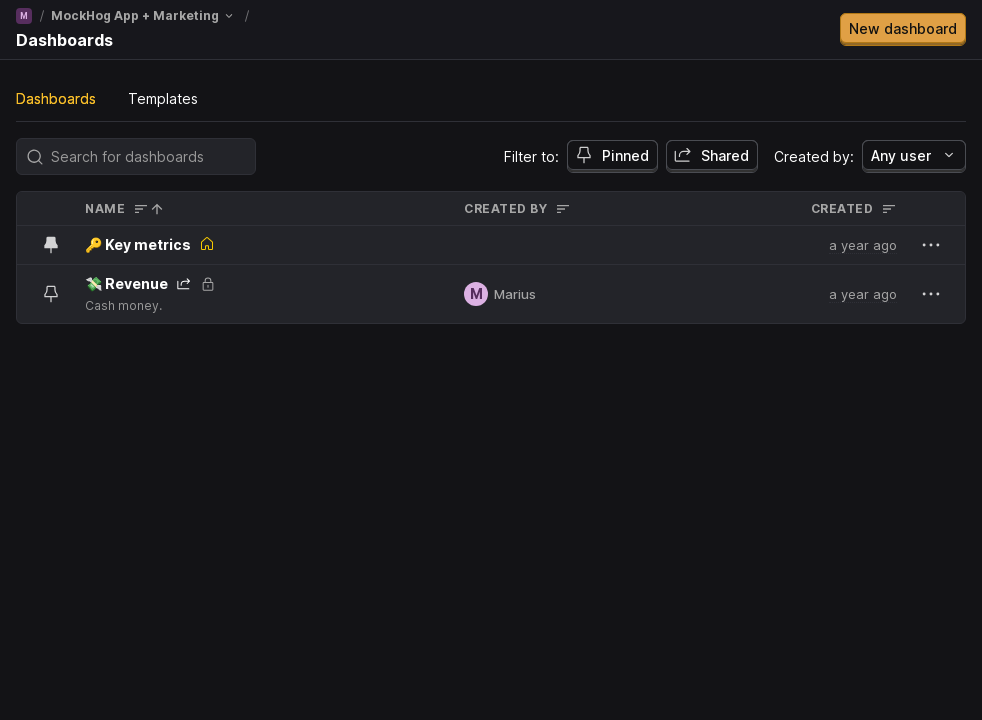 M / MockHog App + Marketing /
Dashboards
New dashboard
Dashboards Templates
Search for dashboards
Filter to: Pinned Shared Created by: Any user
NAME CREATED BY CREATED
🔑 Key metrics a year ago
💸 Revenue
Cash money.
M Marius a year ago